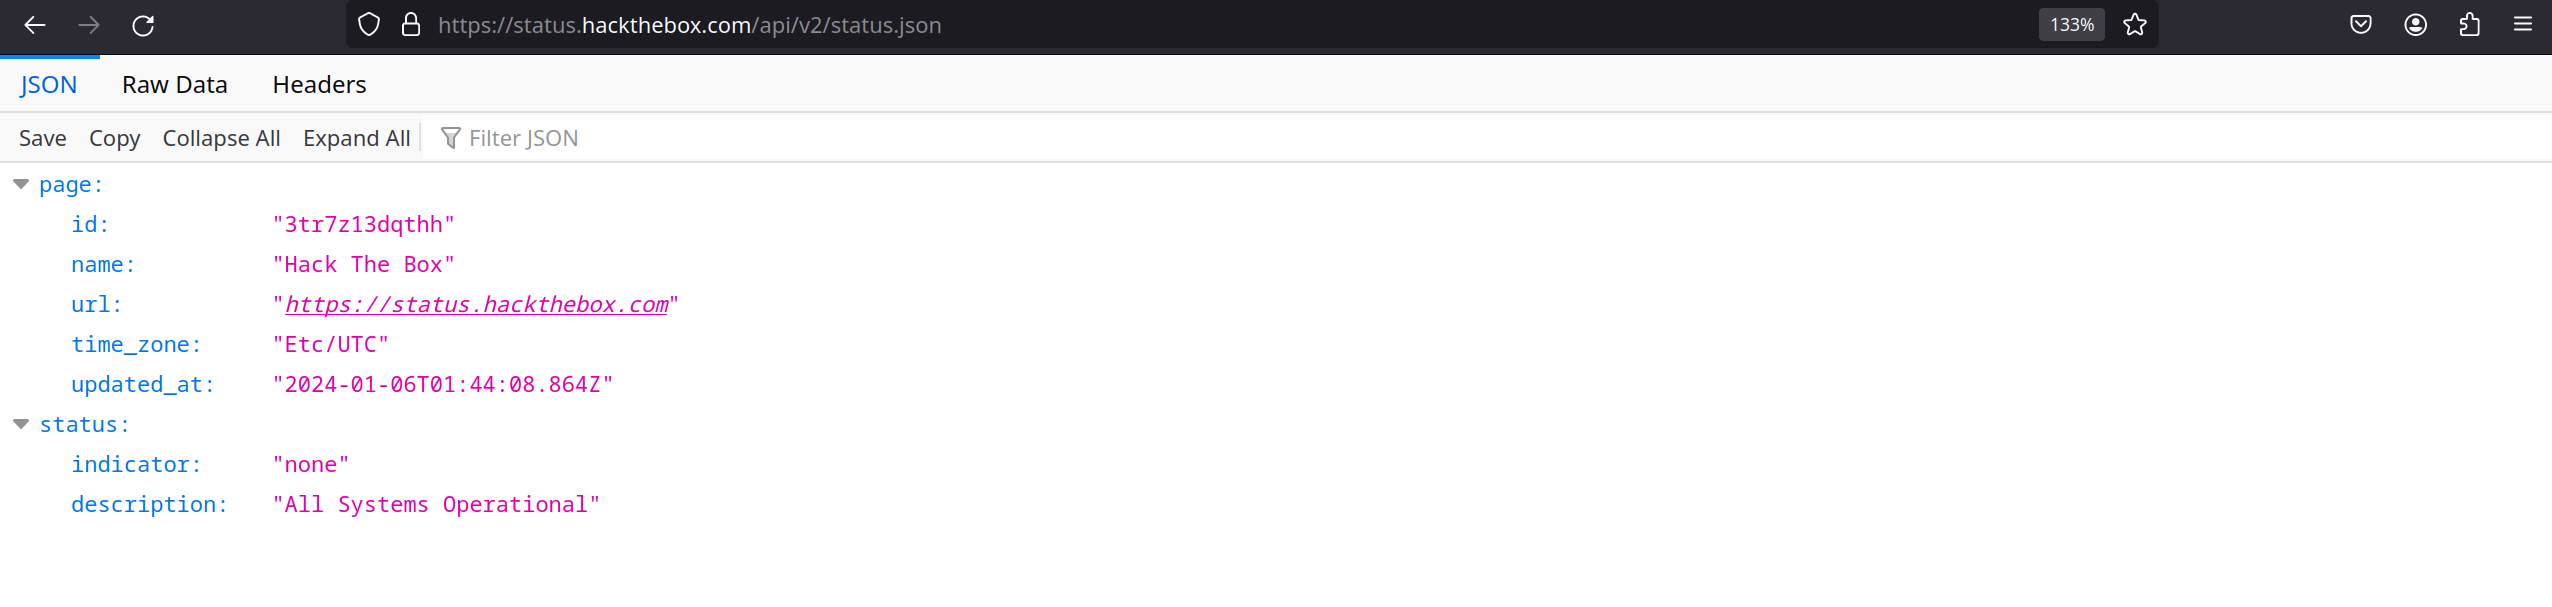 https://status.hackthebox.com/api/v2/status.json 133%
JSON Raw Data Headers
Save Copy Collapse All Expand All Filter JSON
page:
id: "3tr7z13dqthh"
name: "Hack The Box"
url: "https://status.hackthebox.com"
time_zone: "Etc/UTC"
updated_at: "2024-01-06T01:44:08.864Z"
status:
indicator: "none"
description: "All Systems Operational"